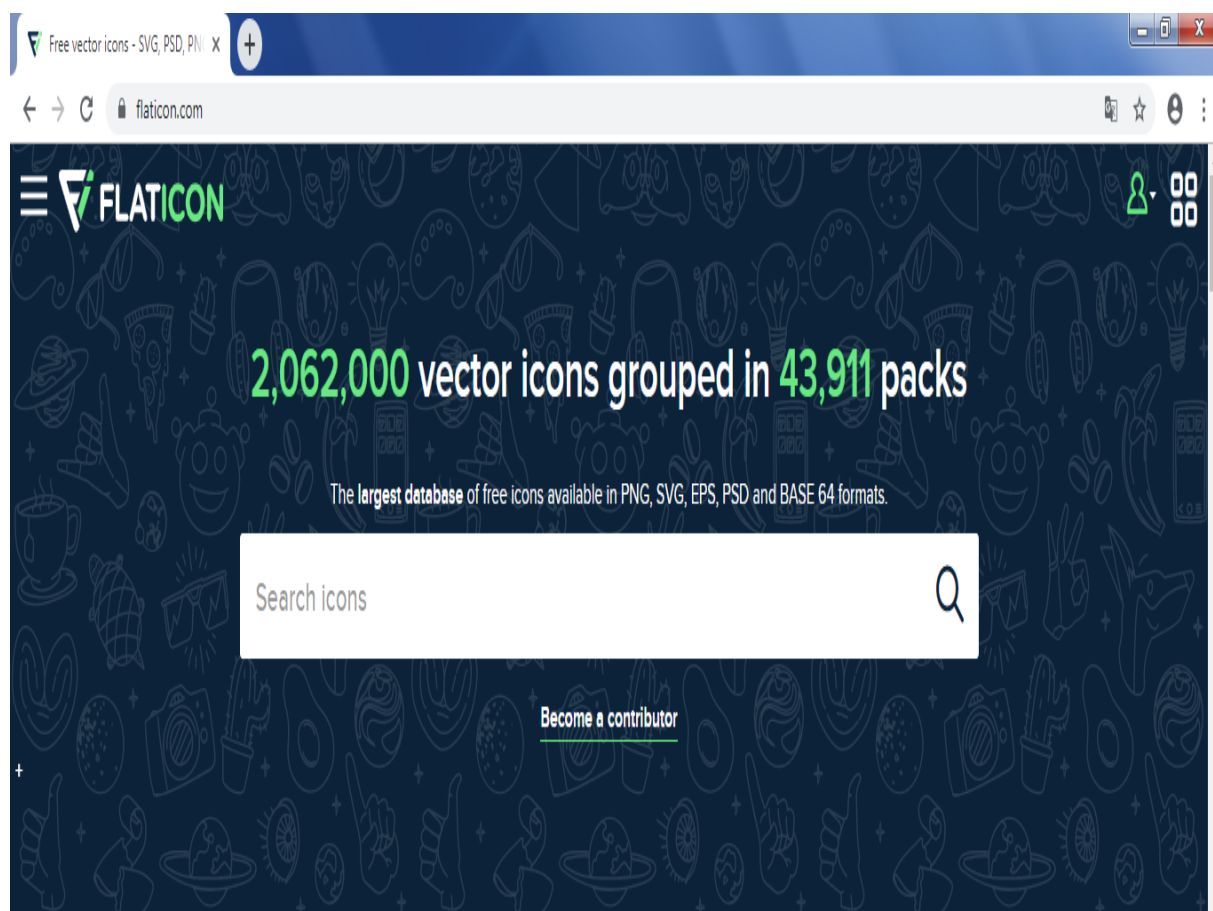 Free vector icons - SVG, PSD, PN
flaticon.com
FLATICON
2,062,000 vector icons grouped in 43,911 packs
The largest database of free icons available in PNG, SVG, EPS, PSD and BASE 64 formats.
Search icons
Become a contributor